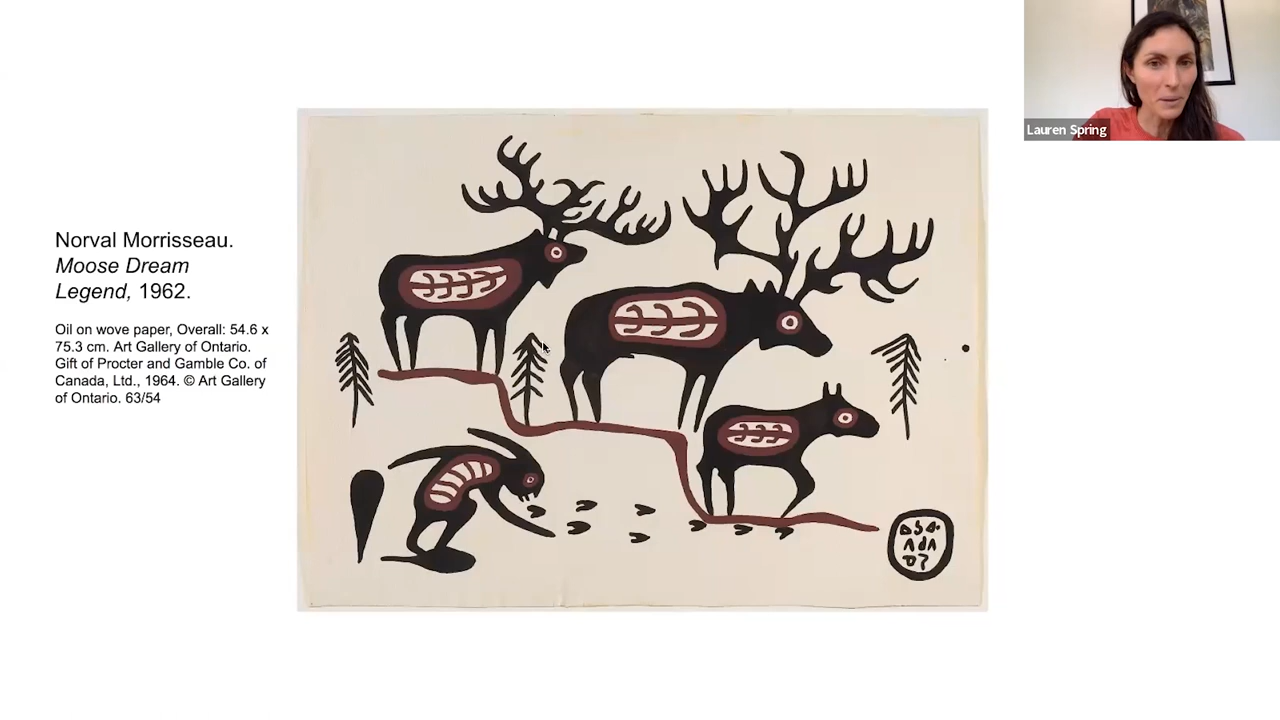 Norval Morrisseau.
Moose Dream
Legend, 1962.
Oil on wove paper, Overall: 54.6 x
75.3 cm. Art Gallery of Ontario.
Gift of Procter and Gamble Co. of
Canada, Ltd., 1964. © Art Gallery
of Ontario. 63/54
Lauren Spring